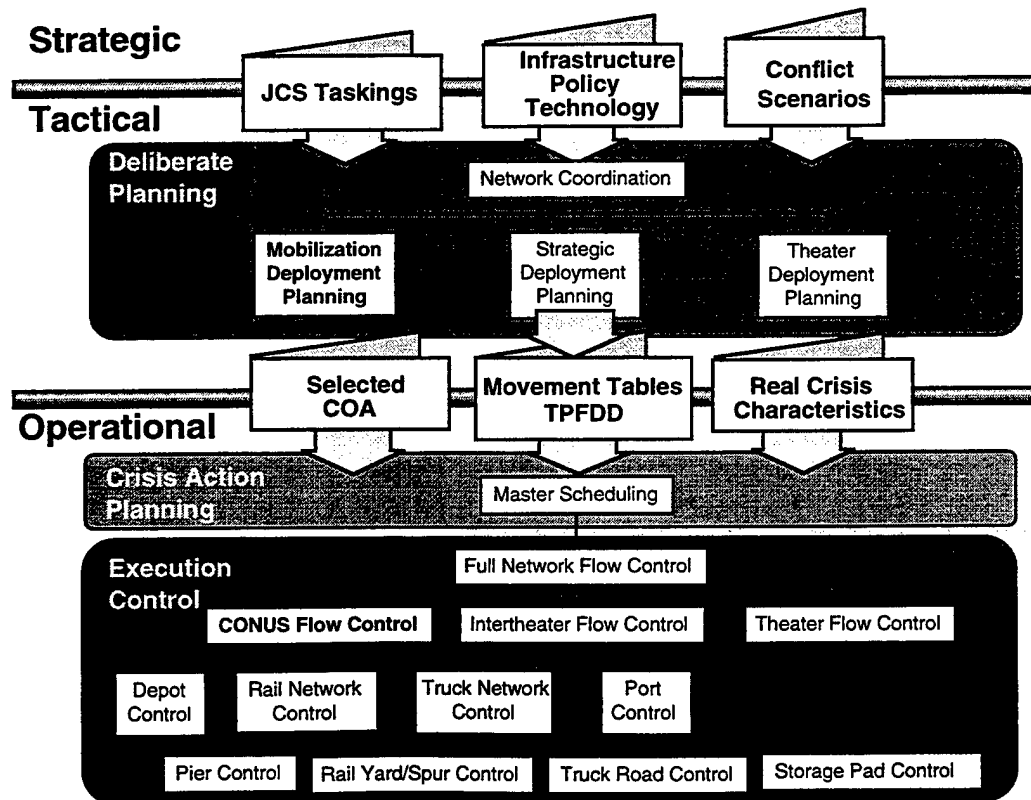 Strategic
JCS Taskings
Infrastructure
Policy
Technology
Conflict
Scenarios
Tactical
Deliberate
Planning
Network Coordination
Mobilization
Deployment
Planning
Strategic
Deployment
Planning
Theater
Deployment
Planning
Selected
COA
Movement Tables
TPFDD
Real Crisis
Characteristics
Operational
Crisis Action
Planning
Master Scheduling
Execution
Control
Full Network Flow Control
CONUS Flow Control
Intertheater Flow Control
Theater Flow Control
Depot
Control
Rail Network
Control
Truck Network
Control
Port
Control
Pier Control
Rail Yard/Spur Control
Truck Road Control
Storage Pad Control